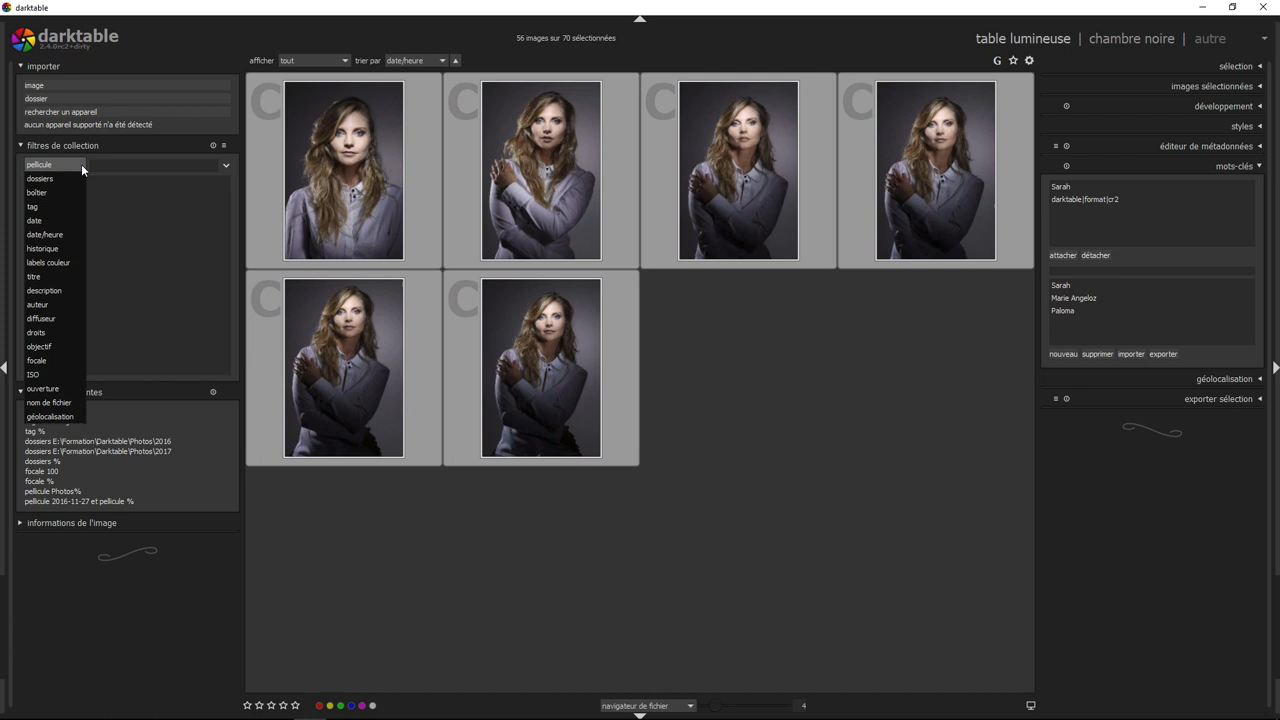 darktable
darktable
2.4.0rc2+dirty
56 images sur 70 sélectionnées
table lumineuse | chambre noire | autre
importer
image
dossier
rechercher un appareil
aucun appareil supporté n'a été détecté
filtres de collection
pellicule
dossiers
boîtier
tag
date
date/heure
historique
labels couleur
titre
description
auteur
diffuseur
droits
objectif
focale
ISO
ouverture
nom de fichier
géolocalisation
ntes
tag %
dossiers E:\Formation\Darktable\Photos\2016
dossiers E:\Formation\Darktable\Photos\2017
dossiers %
focale 100
focale %
pellicule Photos%
pellicule 2016-11-27 et pellicule %
informations de l'image
afficher tout trier par date/heure
G
C C C C
C C
navigateur de fichier 4
sélection
images sélectionnées
développement
styles
éditeur de métadonnées
mots-clés
Sarah
darktable|format|cr2
attacher détacher
Sarah
Marie Angeloz
Paloma
nouveau supprimer importer exporter
géolocalisation
exporter sélection